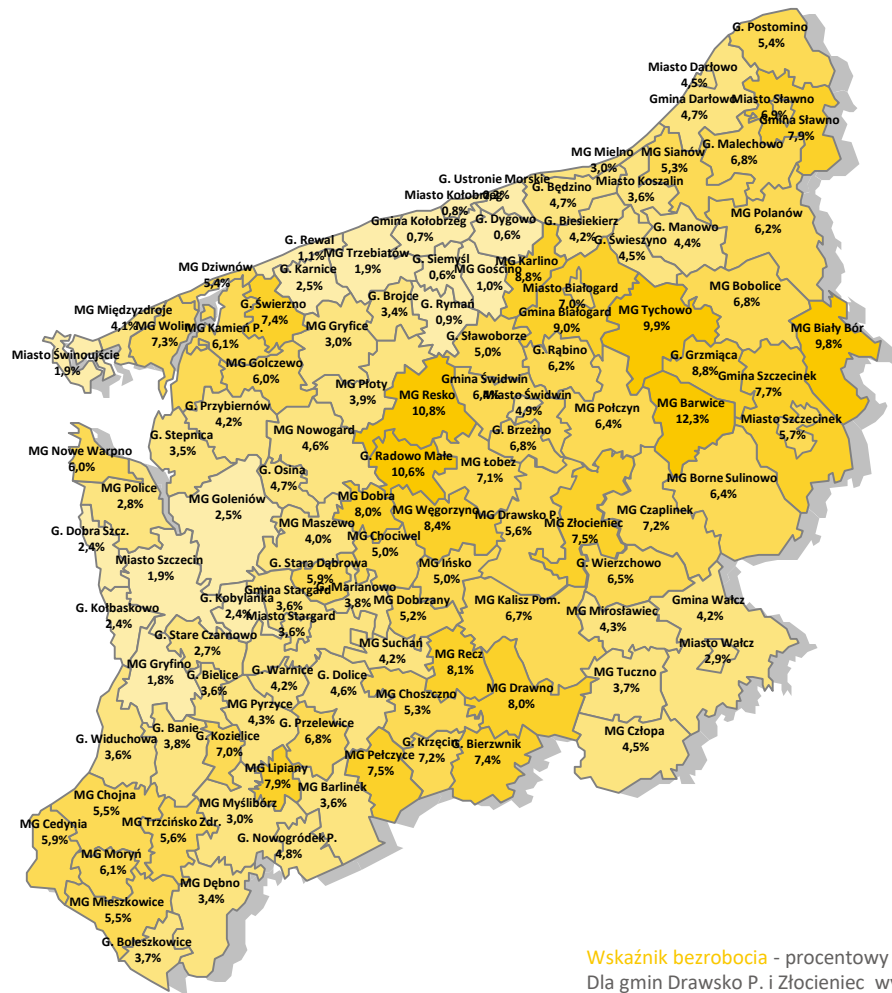 G. Postomino
5,4%
Miasto Darłowo
4,5%
Gmina Darłowo
4,7%
Miasto Sławno
6,9%
Gmina Sławno
7,9%
G. Malechowo
6,8%
MG Mielno
3,0%
MG Sianów
5,3%
Miasto Koszalin
3,6%
G. Ustronie Morskie
Miasto Kołobrzeg
0,8%
G. Będzino
4,7%
Gmina Kołobrzeg
0,7%
G. Dygowo
0,6%
G. Biesiekierz
4,2%
G. Świeszyno
4,5%
G. Manowo
4,4%
MG Polanów
6,2%
G. Rewal
1,1%
MG Trzebiatów
1,9%
G. Karnice
2,5%
G. Siemyśl
0,6%
MG Gościno
1,0%
MG Karlino
8,8%
Miasto Białogard
7,0%
Gmina Białogard
9,0%
MG Bobolice
6,8%
MG Dziwnów
5,4%
MG Międzyzdroje
4,1%
MG Wolin
7,3%
MG Kamień P.
6,1%
G. Świerzno
7,4%
G. Brojce
3,4%
G. Rymań
0,9%
MG Gryfice
3,0%
MG Tychowo
9,9%
MG Biały Bór
9,8%
Miasto Świnoujście
1,9%
MG Golczewo
6,0%
G. Sławoborze
5,0%
G. Rąbino
6,2%
G. Grzmiąca
8,8%
Gmina Szczecinek
7,7%
MG Płoty
3,9%
MG Resko
10,8%
Gmina Świdwin
Miasto Świdwin
4,9%
MG Połczyn
6,4%
MG Barwice
12,3%
Miasto Szczecinek
5,7%
G. Przybiernów
4,2%
G. Stepnica
3,5%
MG Nowogard
4,6%
G. Brzeżno
6,8%
MG Nowe Warpno
6,0%
G. Radowo Małe
10,6%
MG Łobez
7,1%
MG Police
2,8%
G. Osina
4,7%
MG Goleniów
2,5%
MG Borne Sulinowo
6,4%
MG Dobra
8,0%
MG Węgorzyno
8,4%
MG Drawsko P.
5,6%
MG Złocieniec
7,5%
MG Czaplinek
7,2%
G. Dobra Szcz.
2,4%
MG Maszewo
4,0%
MG Chociwel
5,0%
Miasto Szczecin
1,9%
G. Stara Dąbrowa
5,9%
MG Ińsko
5,0%
G. Wierzchowo
6,5%
G. Kobylanka
2,4%
Gmina Stargard
3,6%
G. Marianowo
3,8%
G. Kołbaskowo
2,4%
Miasto Stargard
3,6%
MG Dobrzany
5,2%
MG Kalisz Pom.
6,7%
MG Mirosławiec
4,3%
Gmina Wałcz
4,2%
G. Stare Czarnowo
2,7%
MG Suchań
4,2%
MG Recz
8,1%
Miasto Wałcz
2,9%
MG Gryfino
1,8%
G. Bielice
3,6%
G. Warnice
4,2%
G. Dolice
4,6%
MG Drawno
8,0%
MG Tuczno
3,7%
MG Pyrzyce
4,3%
MG Choszczno
5,3%
G. Widuchowa
3,6%
G. Banie
3,8%
G. Kozielice
7,0%
G. Przelewice
6,8%
MG Człopa
4,5%
MG Lipiany
7,9%
MG Pełczyce
7,5%
G. Krzęcin
7,2%
G. Bierzwnik
7,4%
MG Barlinek
3,6%
MG Chojna
5,5%
MG Myślibórz
3,0%
MG Cedynia
5,9%
MG Trzcińsko Zdr.
5,6%
G. Nowogródek P.
4,8%
MG Moryń
6,1%
MG Dębno
3,4%
MG Mieszkowice
5,5%
G. Boleszkowice
3,7%
Wskaźnik bezrobocia - procentowy
Dla gmin Drawsko P. i Złocieniec